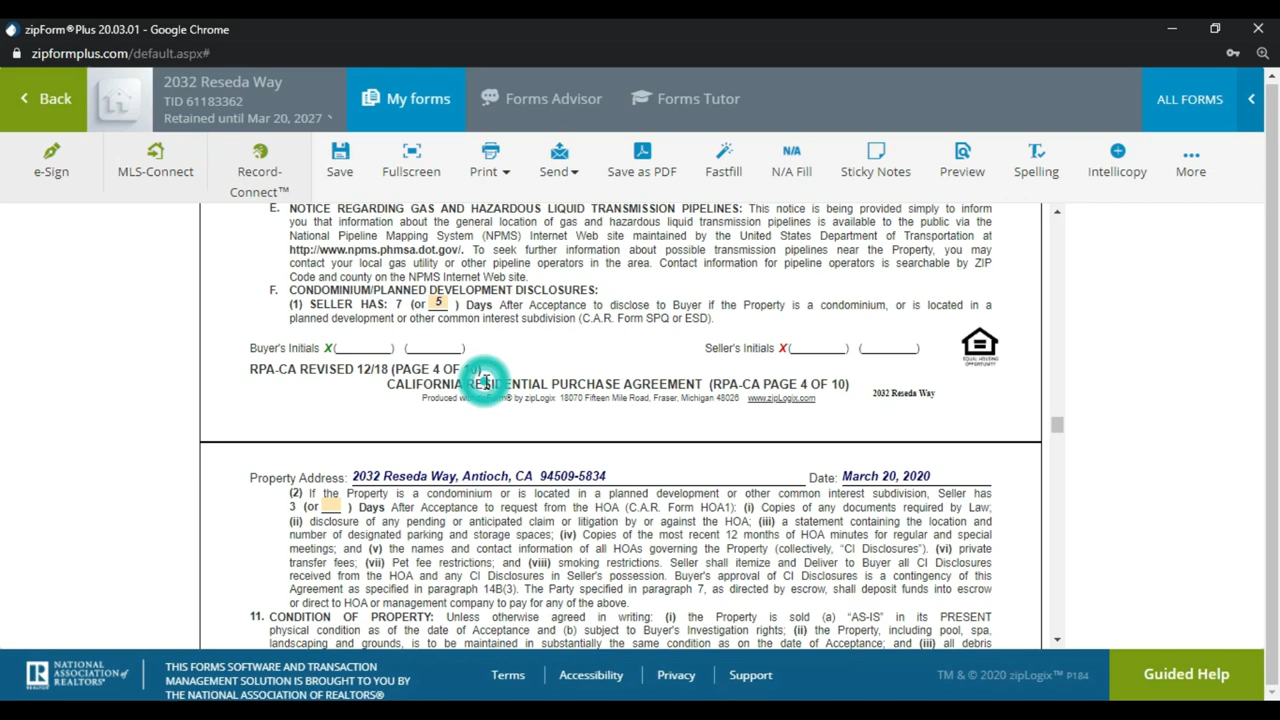 zipForm®Plus 20.03.01 - Google Chrome
zipformplus.com/default.aspx#
Back
2032 Reseda Way
TID 61183362
Retained until Mar 20, 2027
My forms
Forms Advisor
Forms Tutor
ALL FORMS
e-Sign
MLS-Connect
Record-
Connect™
Save
Fullscreen
Print
Send
Save as PDF
Fastfill
N/A
N/A Fill
Sticky Notes
Preview
Spelling
Intellicopy
More
E. NOTICE REGARDING GAS AND HAZARDOUS LIQUID TRANSMISSION PIPELINES: This notice is being provided simply to inform
you that information about the general location of gas and hazardous liquid transmission pipelines is available to the public via the
National Pipeline Mapping System (NPMS) Internet Web site maintained by the United States Department of Transportation at
http://www.npms.phmsa.dot.gov/. To seek further information about possible transmission pipelines near the Property, you may
contact your local gas utility or other pipeline operators in the area. Contact information for pipeline operators is searchable by ZIP
Code and county on the NPMS Internet Web site.
F. CONDOMINIUM/PLANNED DEVELOPMENT DISCLOSURES:
(1) SELLER HAS: 7 (or 5 ) Days After Acceptance to disclose to Buyer if the Property is a condominium, or is located in a
planned development or other common interest subdivision (C.A.R. Form SPQ or ESD).
Buyer's Initials X(__________) (__________)
Seller's Initials X(__________) (__________)
EQUAL HOUSING
OPPORTUNITY
RPA-CA REVISED 12/18 (PAGE 4 OF 10)
CALIFORNIA RESIDENTIAL PURCHASE AGREEMENT (RPA-CA PAGE 4 OF 10)
2032 Reseda Way
Produced with zipForm® by zipLogix 18070 Fifteen Mile Road, Fraser, Michigan 48026 www.zipLogix.com
Property Address: 2032 Reseda Way, Antioch, CA 94509-5834 Date: March 20, 2020
(2) If the Property is a condominium or is located in a planned development or other common interest subdivision, Seller has
3 (or ) Days After Acceptance to request from the HOA (C.A.R. Form HOA1): (i) Copies of any documents required by Law;
(ii) disclosure of any pending or anticipated claim or litigation by or against the HOA; (iii) a statement containing the location and
number of designated parking and storage spaces; (iv) Copies of the most recent 12 months of HOA minutes for regular and special
meetings; and (v) the names and contact information of all HOAs governing the Property (collectively, “CI Disclosures”). (vi) private
transfer fees; (vii) Pet fee restrictions; and (viii) smoking restrictions. Seller shall itemize and Deliver to Buyer all CI Disclosures
received from the HOA and any CI Disclosures in Seller's possession. Buyer's approval of CI Disclosures is a contingency of this
Agreement as specified in paragraph 14B(3). The Party specified in paragraph 7, as directed by escrow, shall deposit funds into escrow
or direct to HOA or management company to pay for any of the above.
11. CONDITION OF PROPERTY: Unless otherwise agreed in writing: (i) the Property is sold (a) “AS-IS” in its PRESENT
physical condition as of the date of Acceptance and (b) subject to Buyer's Investigation rights; (ii) the Property, including pool, spa,
landscaping and grounds, is to be maintained in substantially the same condition as on the date of Acceptance; and (iii) all debris
R
REALTOR®
NATIONAL
ASSOCIATION of
REALTORS®
THIS FORMS SOFTWARE AND TRANSACTION
MANAGEMENT SOLUTION IS BROUGHT TO YOU BY
THE NATIONAL ASSOCIATION OF REALTORS®
Terms
Accessibility
Privacy
Support
TM & © 2020 zipLogix™ P184
Guided Help